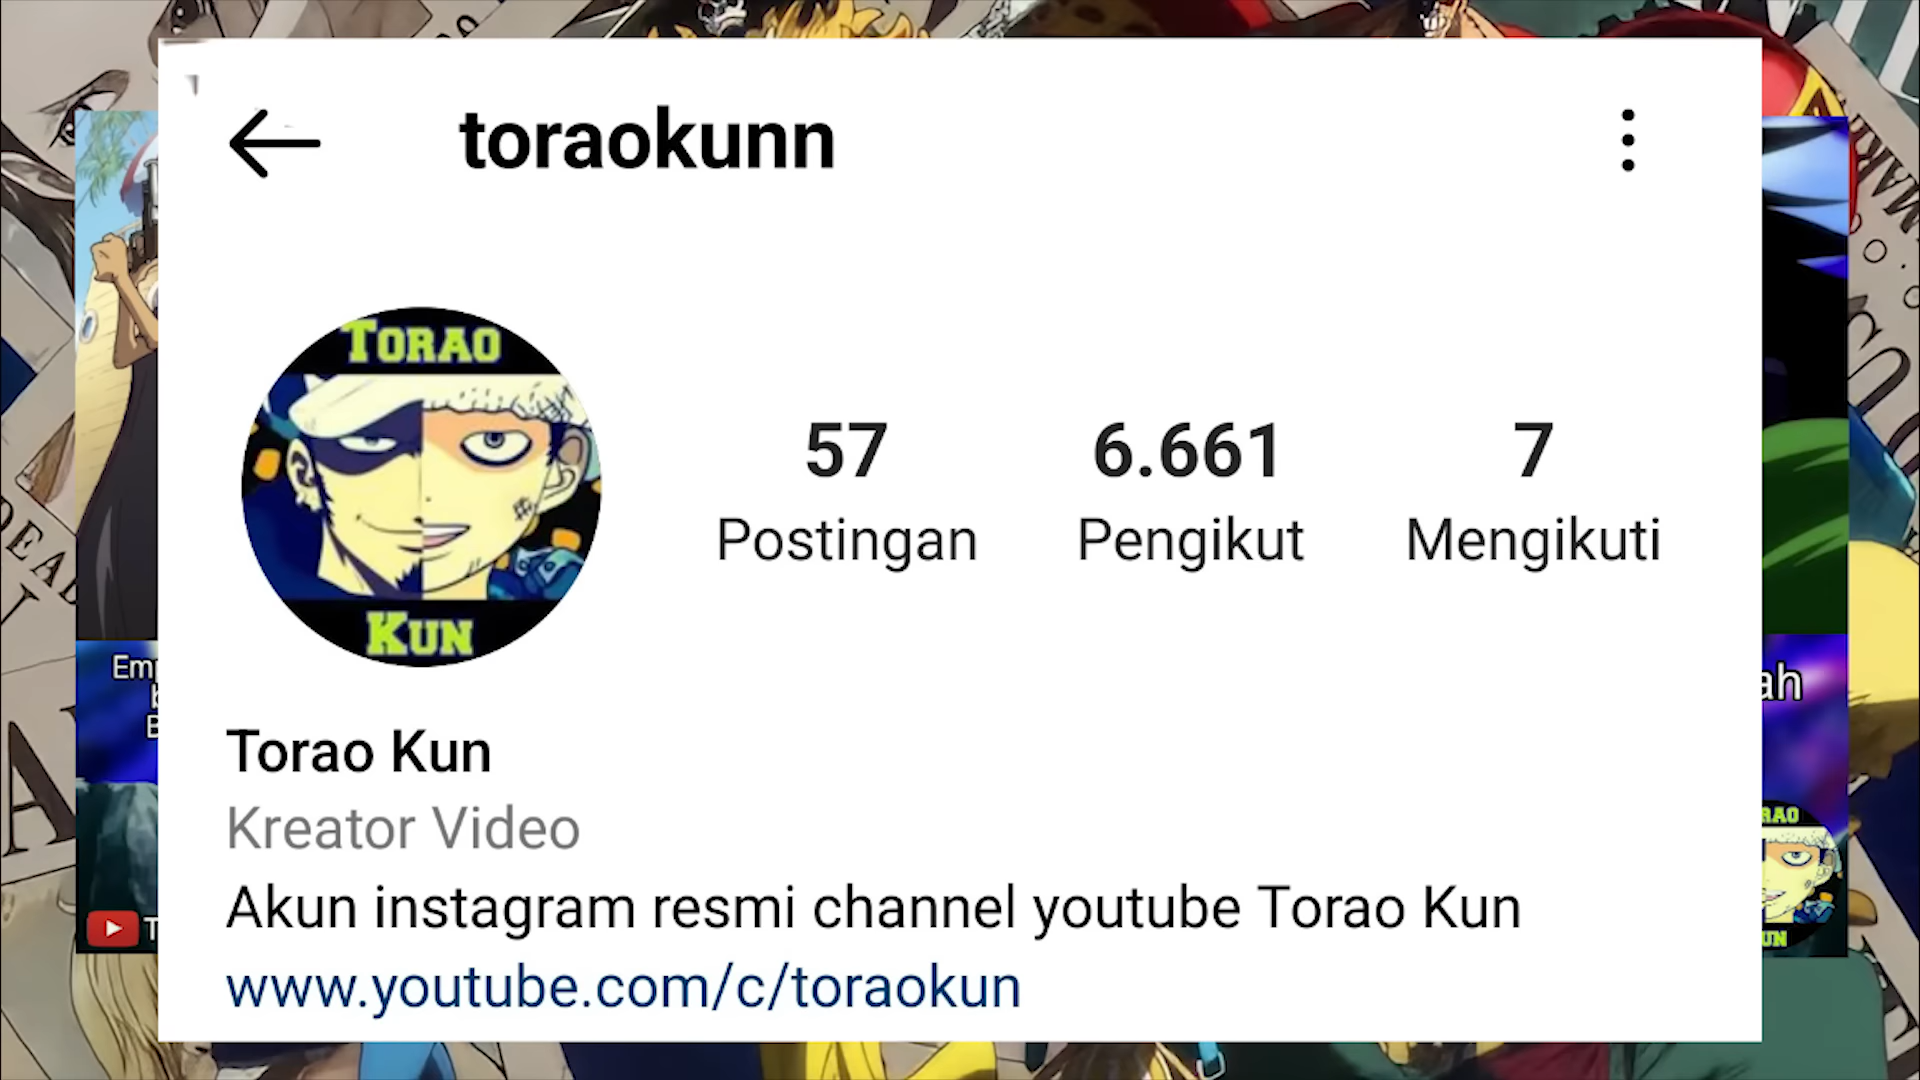 toraokunn
TORAO
KUN
57
6.661
7
Postingan
Pengikut
Mengikuti
Torao Kun
Kreator Video
Akun instagram resmi channel youtube Torao Kun
www.youtube.com/c/toraokun